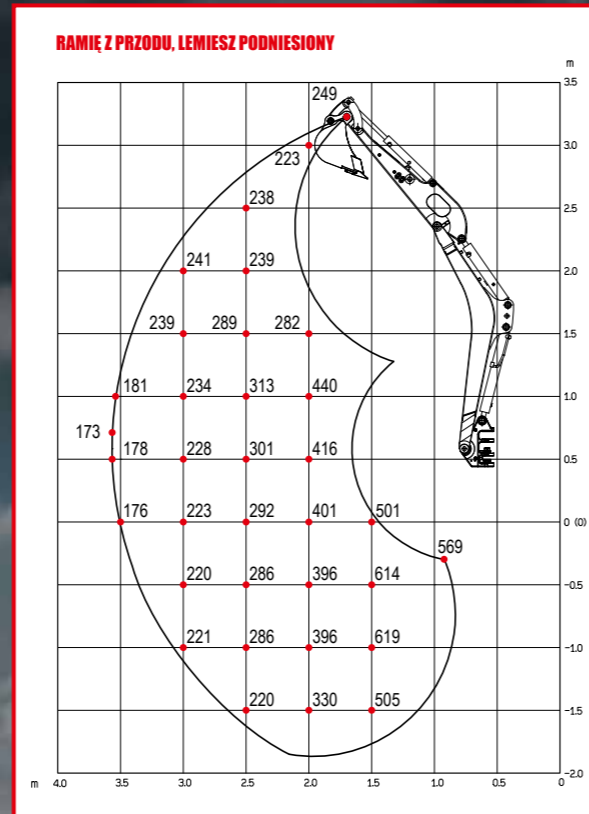 RAMIĘ Z PRZODU, LEMIESZ PODNIESIONY
m
3.5
249
223
3.0
238
2.5
241 239
2.0
239 289 282
1.5
181 234 313 440
1.0
173
178 228 301 416
0.5
176 223 292 401 501
0 (0)
569
220 286 396 614
−0.5
221 286 396 619
−1.0
220 330 505
−1.5
−2.0
m 4.0 3.5 3.0 2.5 2.0 1.5 1.0 0.5 0